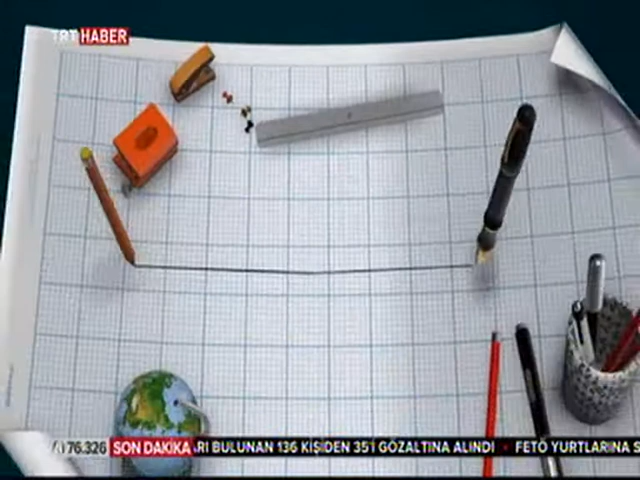 TRT HABER
76.326 SON DAKİKA RI BULUNAN 136 KİŞİDEN 35'İ GÖZALTINA ALINDI • FETÖ YURTLARINA S